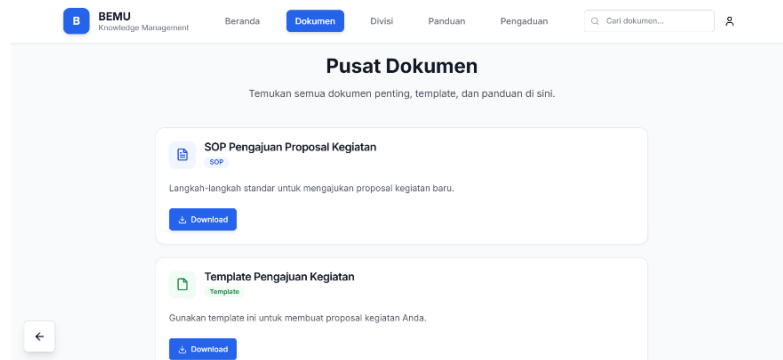 B
BEMU
Knowledge Management
Beranda
Dokumen
Divisi
Panduan
Pengaduan
Cari dokumen...
Pusat Dokumen
Temukan semua dokumen penting, template, dan panduan di sini.
SOP Pengajuan Proposal Kegiatan
SOP
Langkah-langkah standar untuk mengajukan proposal kegiatan baru.
Download
Template Pengajuan Kegiatan
Template
Gunakan template ini untuk membuat proposal kegiatan Anda.
Download